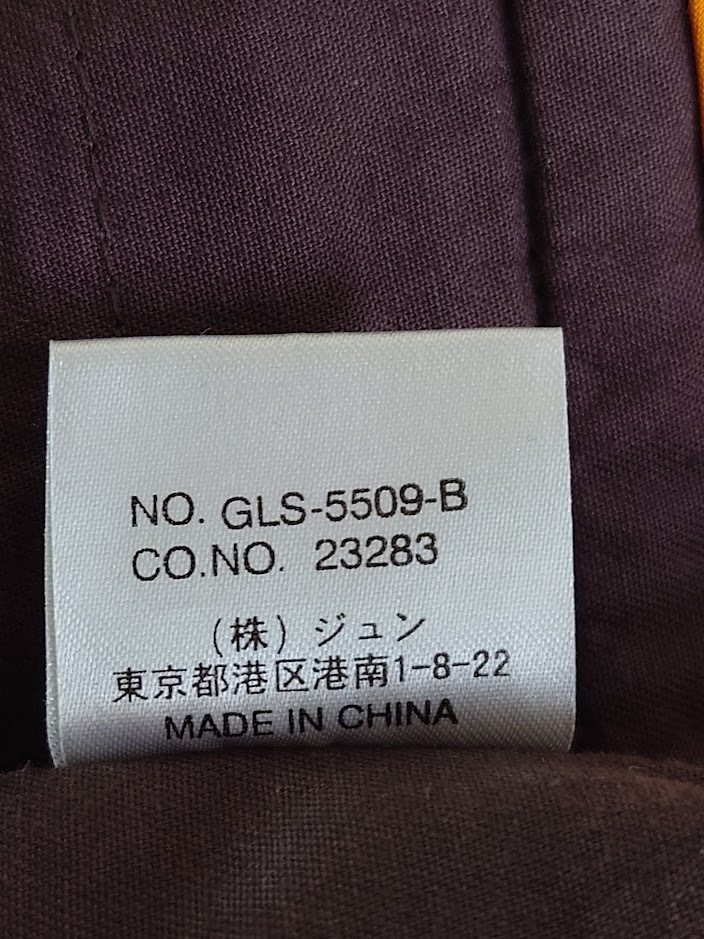 NO. GLS-5509-B
CO.NO. 23283
(株)ジュン
東京都港区港南1-8-22
MADE IN CHINA